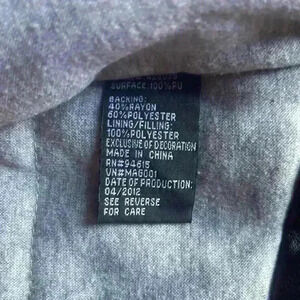 SURFACE:100%PU
BACKING:
40%RAYON
60%POLYESTER
LINING/FILLING:
100%POLYESTER
EXCLUSIVE OF DECORATION
MADE IN CHINA
RN#94615
VN#MAG001
DATE OF PRODUCTION:
04/2012
SEE REVERSE
FOR CARE